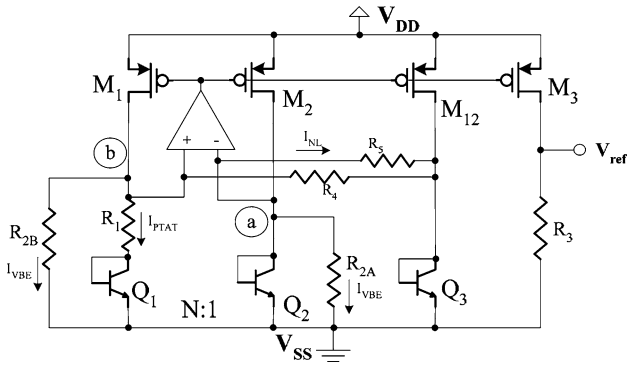 V_DD
M_1
M_2
M_12
M_3
+ -
I_NL
R_5
V_ref
b
R_4
R_1
I_PTAT
a
R_2B
R_3
R_2A
I_VBE
Q_1
Q_2
I_VBE
Q_3
N:1
V_SS